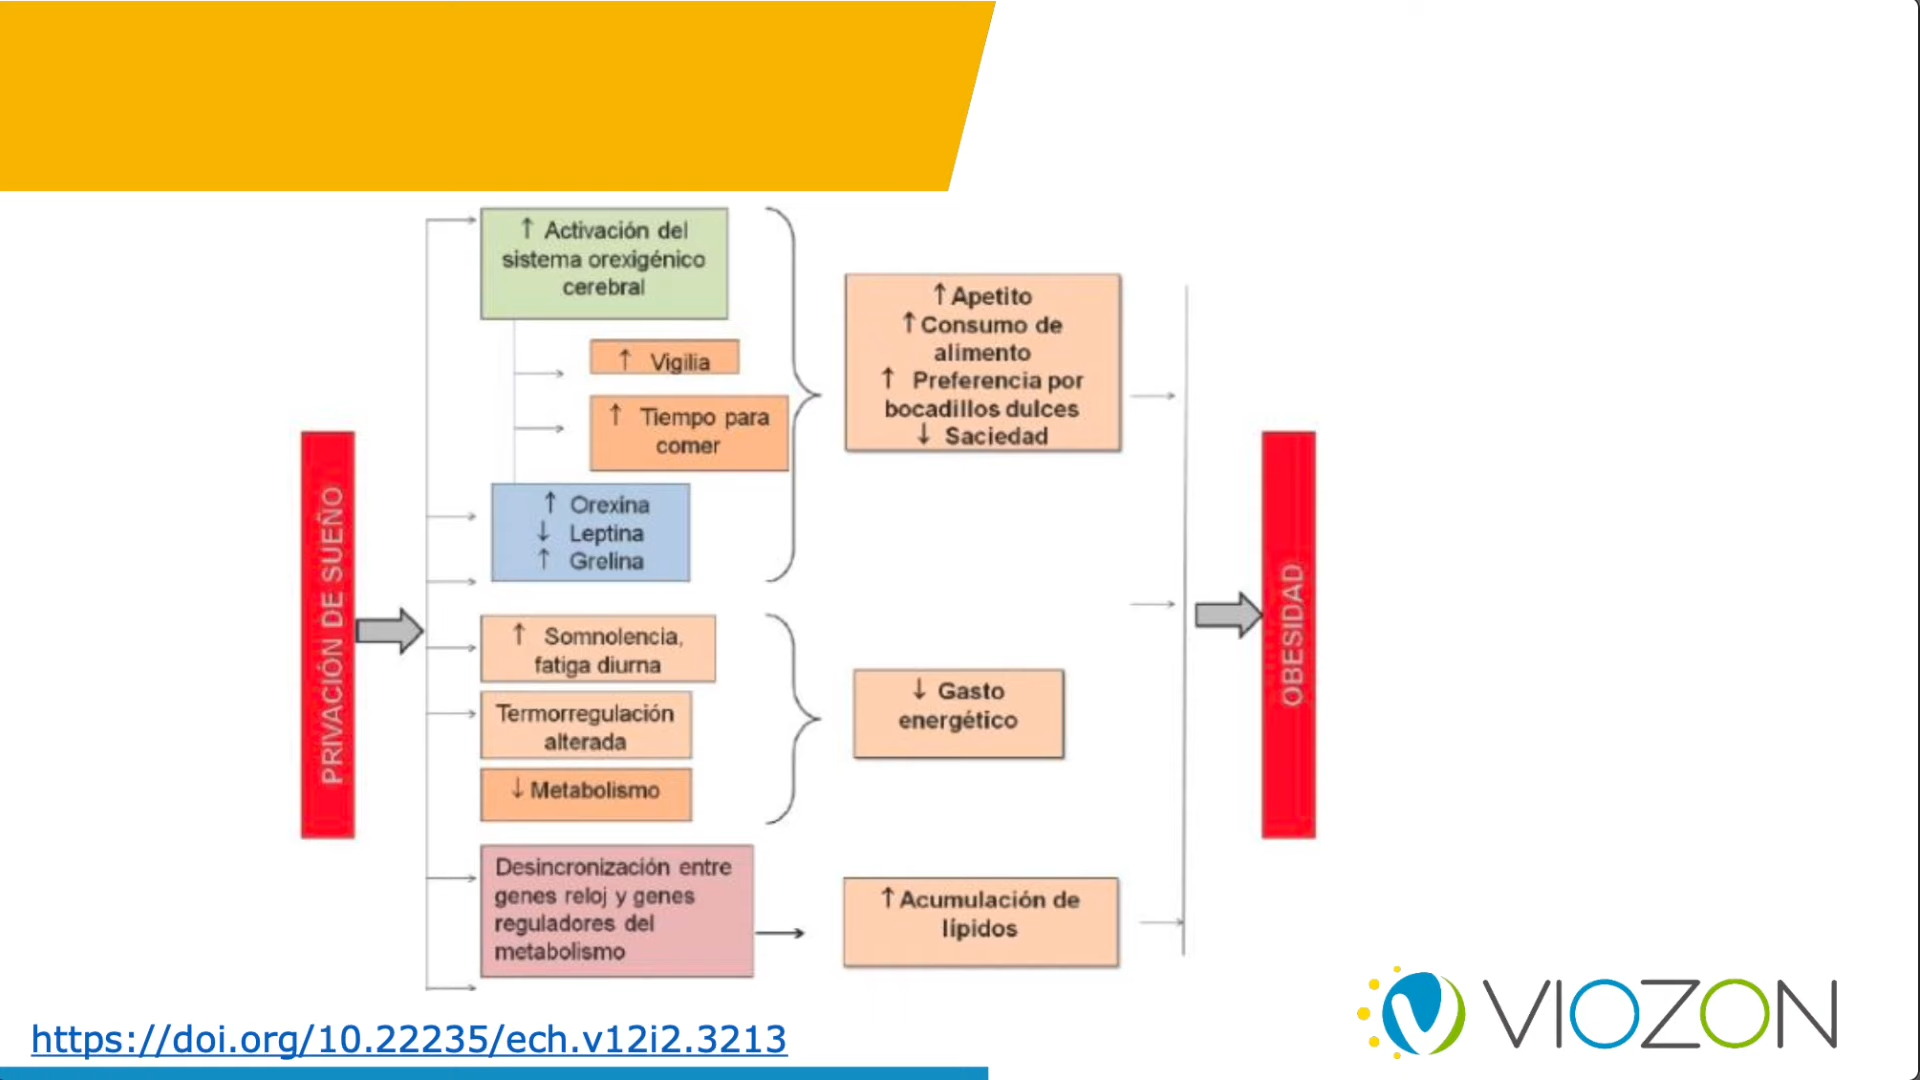 ↑ Activación del
sistema orexigénico
cerebral
↑ Vigilia
↑ Tiempo para
comer
↑ Orexina
↓ Leptina
↑ Grelina
↑ Apetito
↑ Consumo de
alimento
↑ Preferencia por
bocadillos dulces
↓ Saciedad
PRIVACIÓN DE SUEÑO
↑ Somnolencia,
fatiga diurna
Termorregulación
alterada
↓ Metabolismo
↓ Gasto
energético
OBESIDAD
Desincronización entre
genes reloj y genes
reguladores del
metabolismo
↑ Acumulación de
lípidos
https://doi.org/10.22235/ech.v12i2.3213
VIOZON